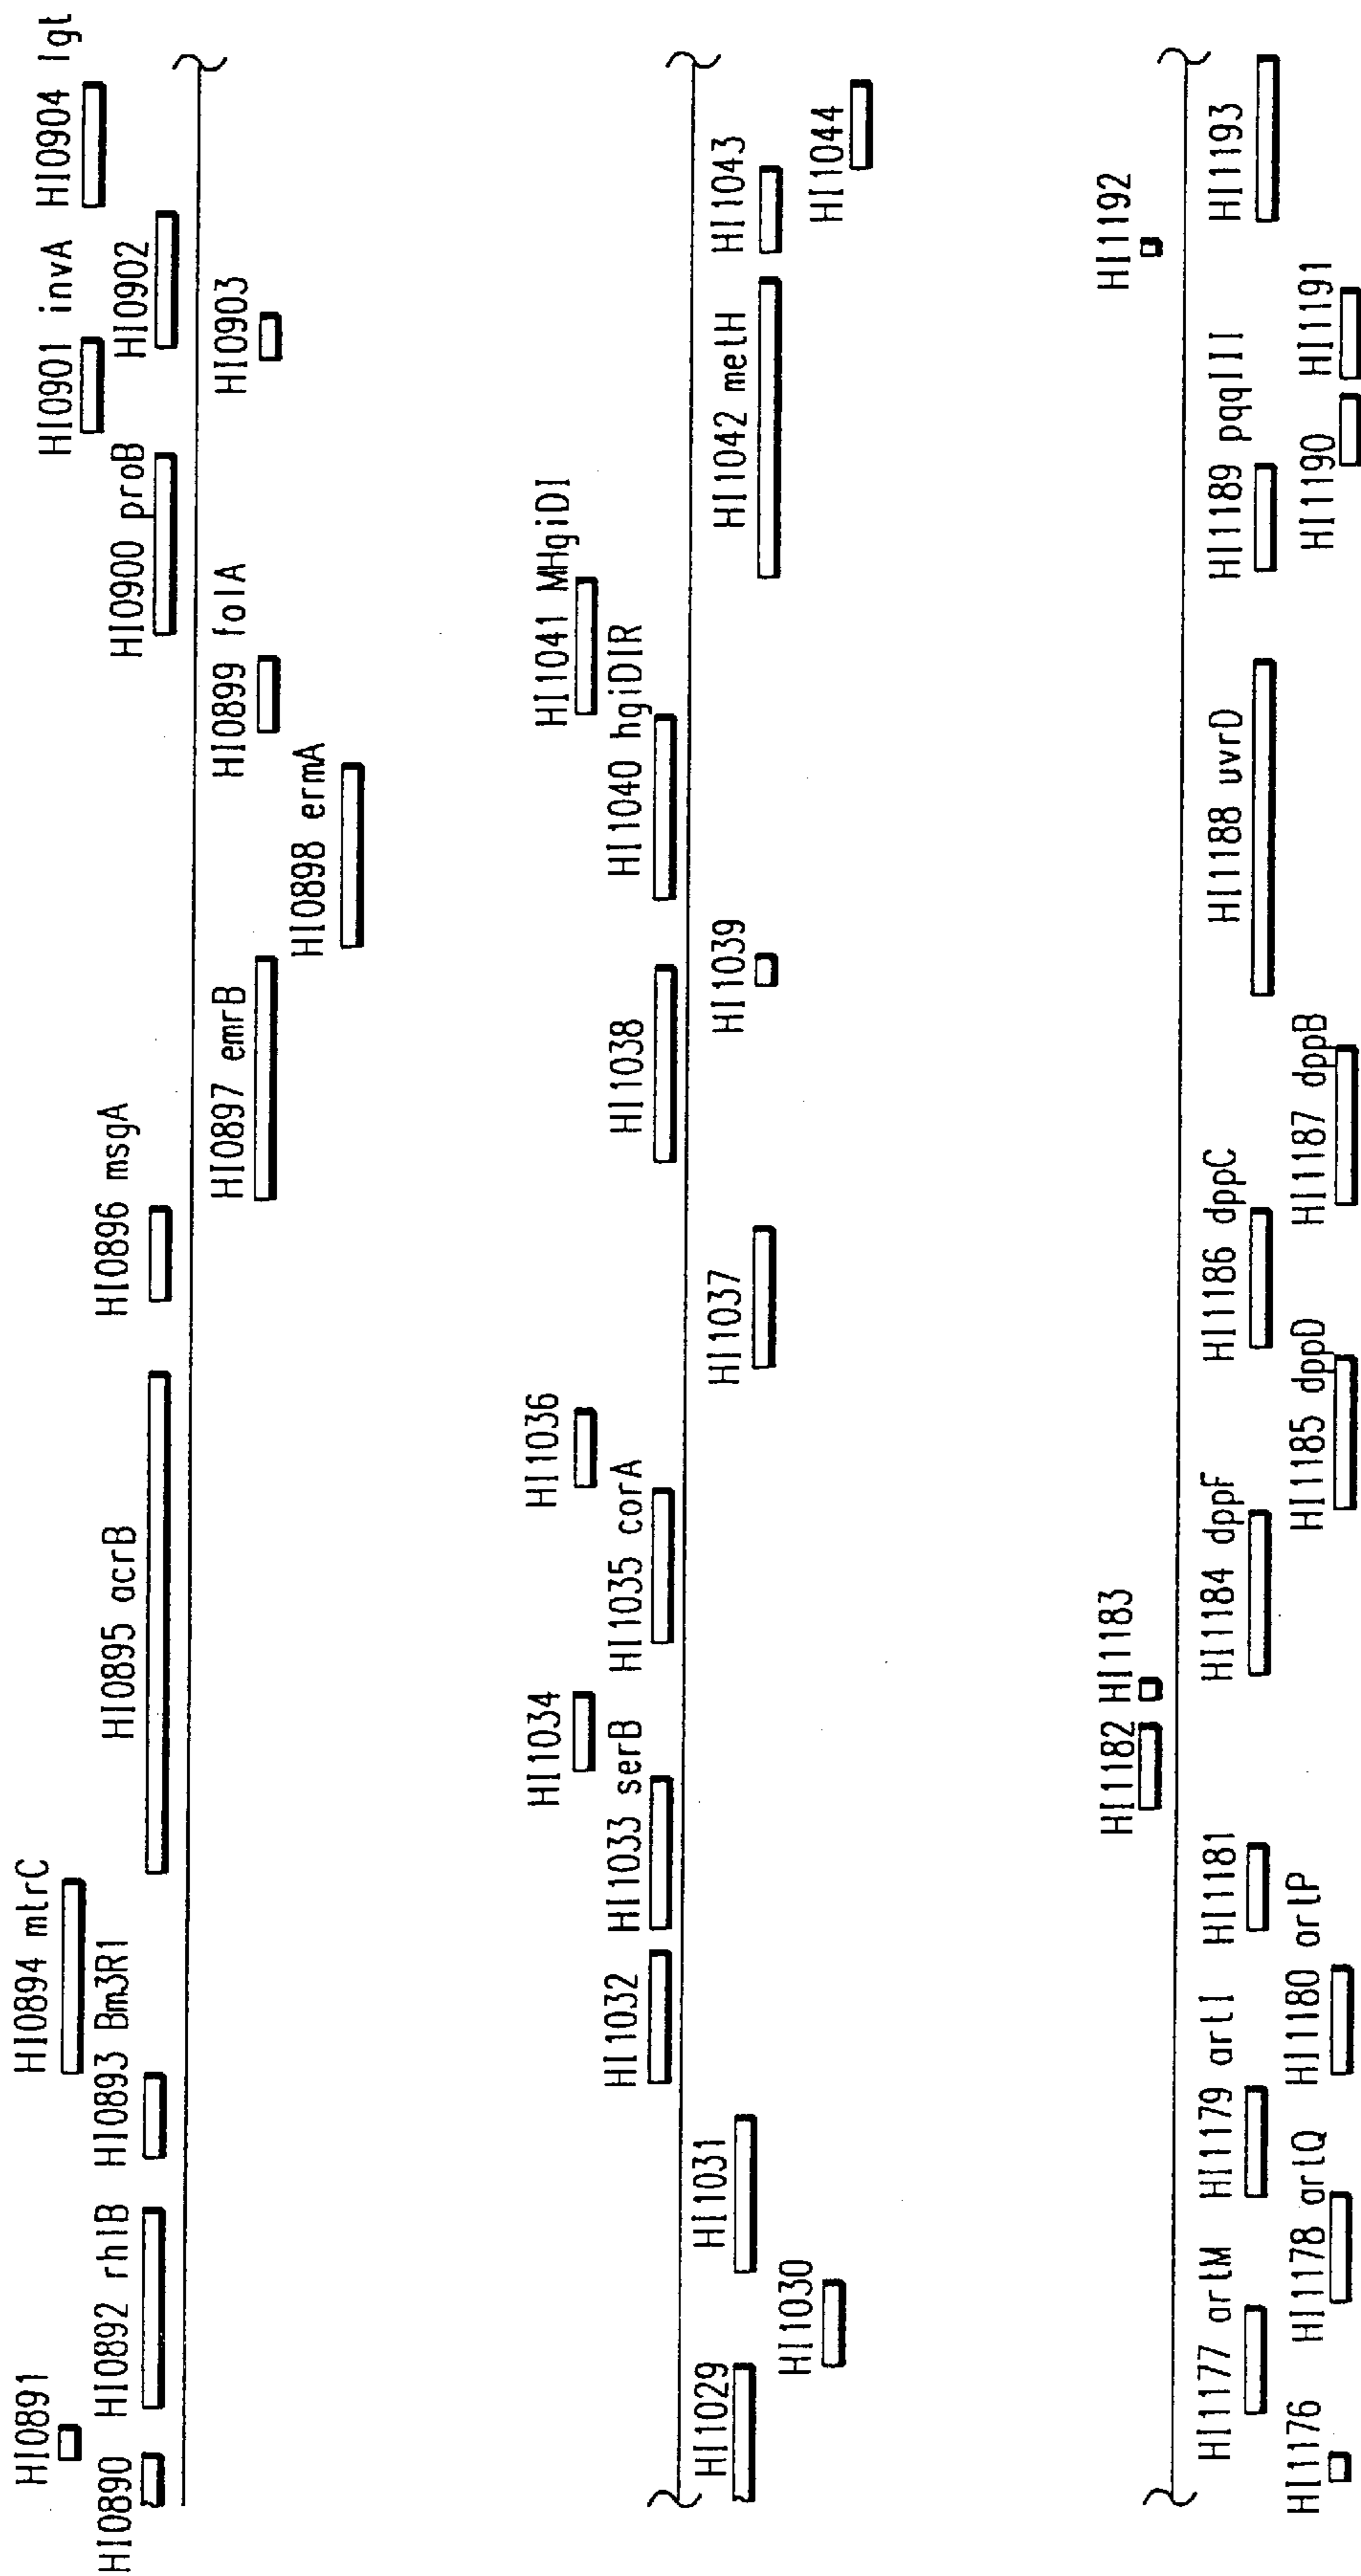 HI0890
HI0891
HI0892 rhlB
HI0893 Bm3R1
HI0894 mtrC
HI0895 acrB
HI0896 msgA
HI0897 emrB
HI0898 ermA
HI0899 folA
HI0900 proB
HI0901 invA
HI0902
HI0903
HI0904 lgt
HI1029
HI1030
HI1031
HI1032
HI1033 serB
HI1034
HI1035 corA
HI1036
HI1037
HI1038
HI1039
HI1040 hgiDIR
HI1041 MHgiDI
HI1042 metH
HI1043
HI1044
HI1176
HI1177 artM
HI1178 artQ
HI1179 artI
HI1180 artP
HI1181
HI1182
HI1183
HI1184 dppF
HI1185 dppD
HI1186 dppC
HI1187 dppB
HI1188 uvrD
HI1189 pqqIII
HI1190
HI1191
HI1192
HI1193